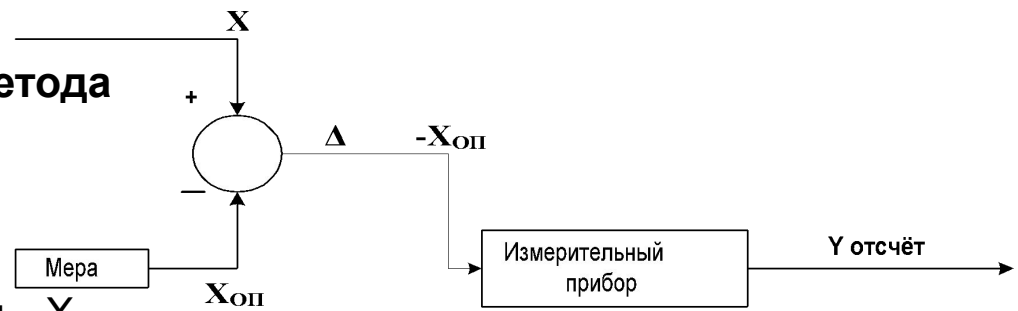 X
етода
+
Δ -XОП
—
Мера
XОП
Измерительный
прибор
Y отсчёт